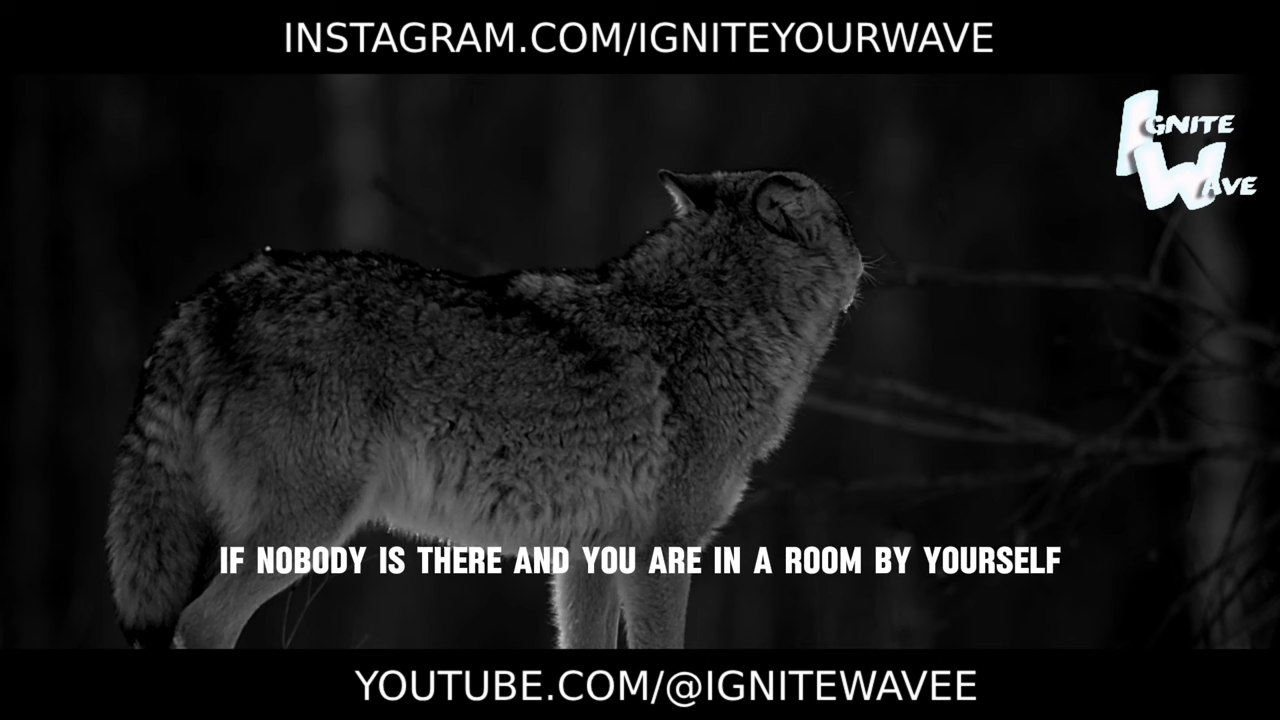 INSTAGRAM.COM/IGNITEYOURWAVE
IGNITE
WAVE
IF NOBODY IS THERE AND YOU ARE IN A ROOM BY YOURSELF
YOUTUBE.COM/@IGNITEWAVEE